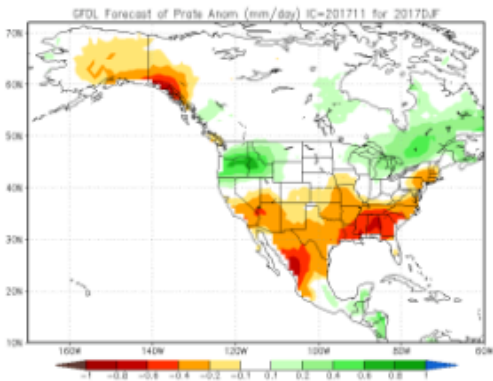 GFDL Forecast of Prate Anom (mm/day) IC=201711 for 2017DJF
70N
60N
50N
40N
30N
20N
10N
160W 140W 120W 100W 80W 60W
-1 -0.8 -0.6 -0.4 -0.2 -0.1 0.1 0.2 0.4 0.6 0.8